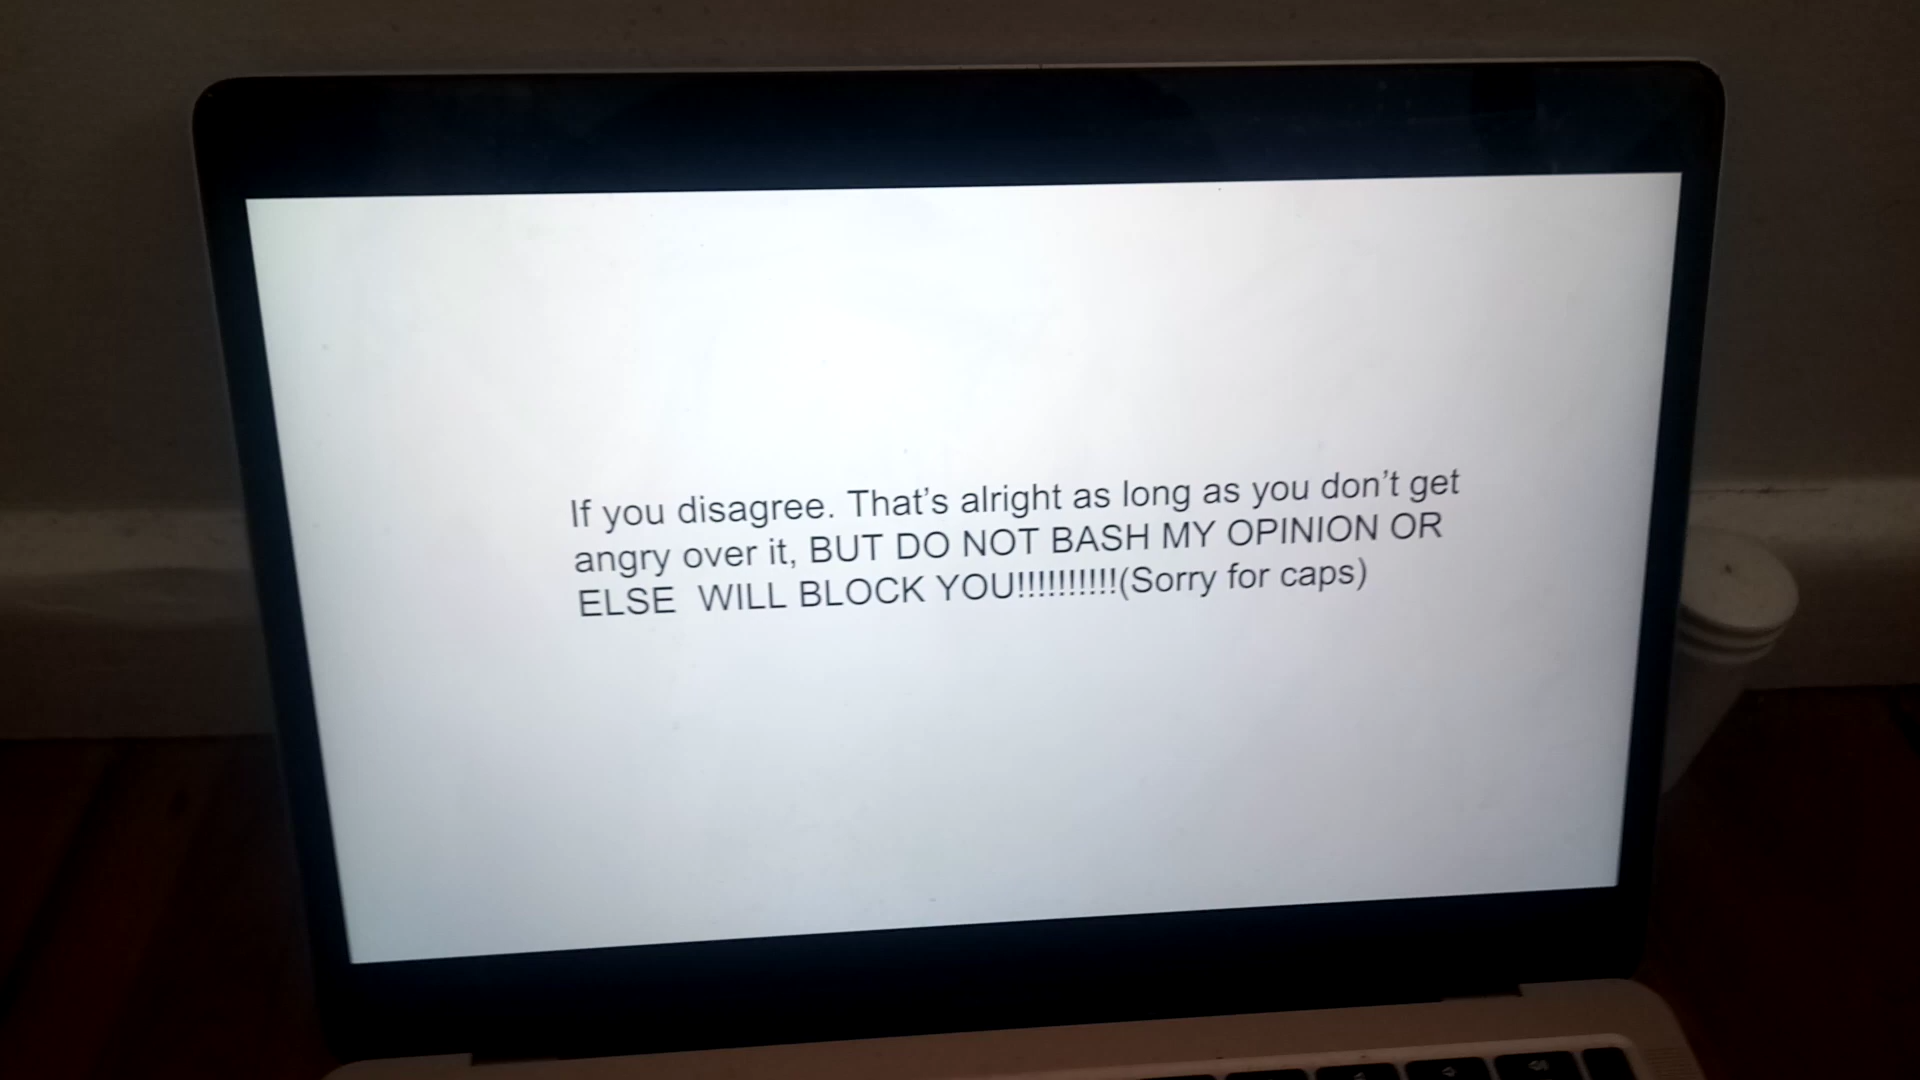 If you disagree. That's alright as long as you don't get
angry over it, BUT DO NOT BASH MY OPINION OR
ELSE  WILL BLOCK YOU!!!!!!!!!!(Sorry for caps)